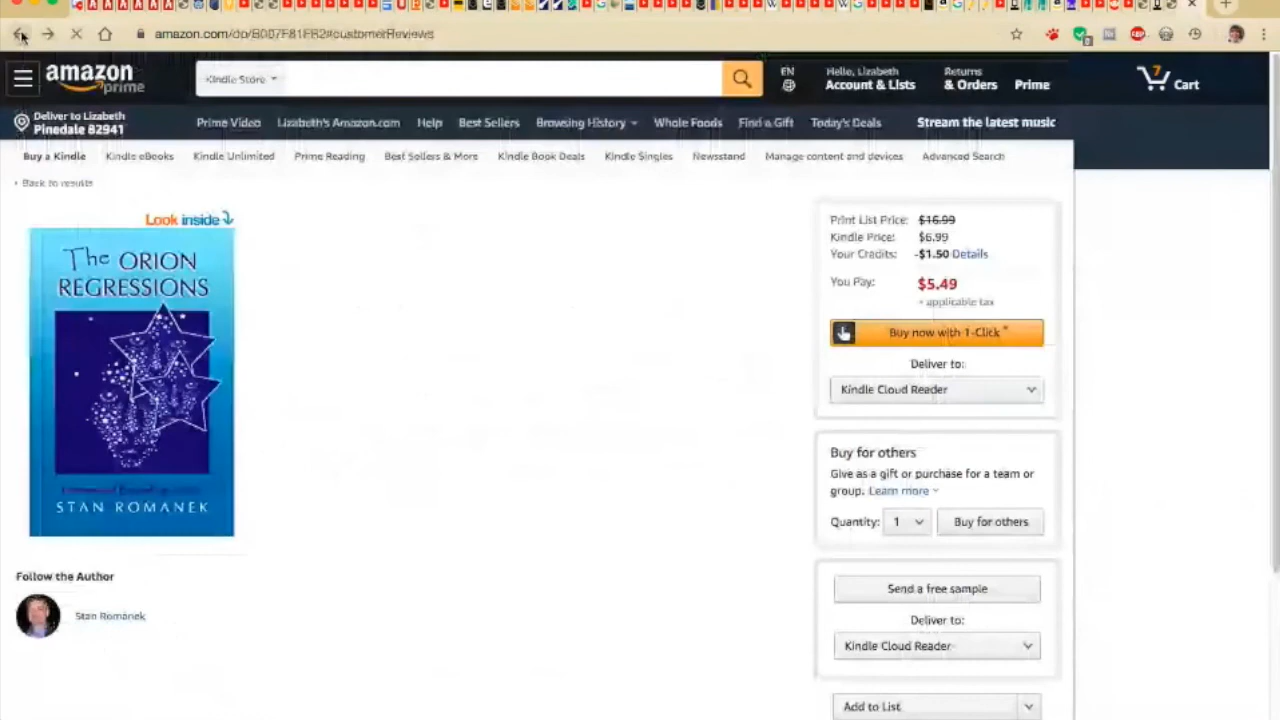 amazon.com/dp/B007F81FB2#customerReviews
amazon prime
Kindle Store
EN
Hello, Lizabeth
Account & Lists
Returns
& Orders
Prime
7
Cart
Deliver to Lizabeth
Pinedale 82941
Prime Video
Lizabeth's Amazon.com
Help
Best Sellers
Browsing History
Whole Foods
Find a Gift
Today's Deals
Stream the latest music
Buy a Kindle
Kindle eBooks
Kindle Unlimited
Prime Reading
Best Sellers & More
Kindle Book Deals
Kindle Singles
Newsstand
Manage content and devices
Advanced Search
‹ Back to results
Look inside
The ORION
REGRESSIONS
STAN ROMANEK
Follow the Author
Stan Romanek
Print List Price: $16.99
Kindle Price: $6.99
Your Credits: -$1.50 Details
You Pay: $5.49
+ applicable tax
Buy now with 1-Click ®
Deliver to:
Kindle Cloud Reader
Buy for others
Give as a gift or purchase for a team or
group. Learn more
Quantity: 1 Buy for others
Send a free sample
Deliver to:
Kindle Cloud Reader
Add to List